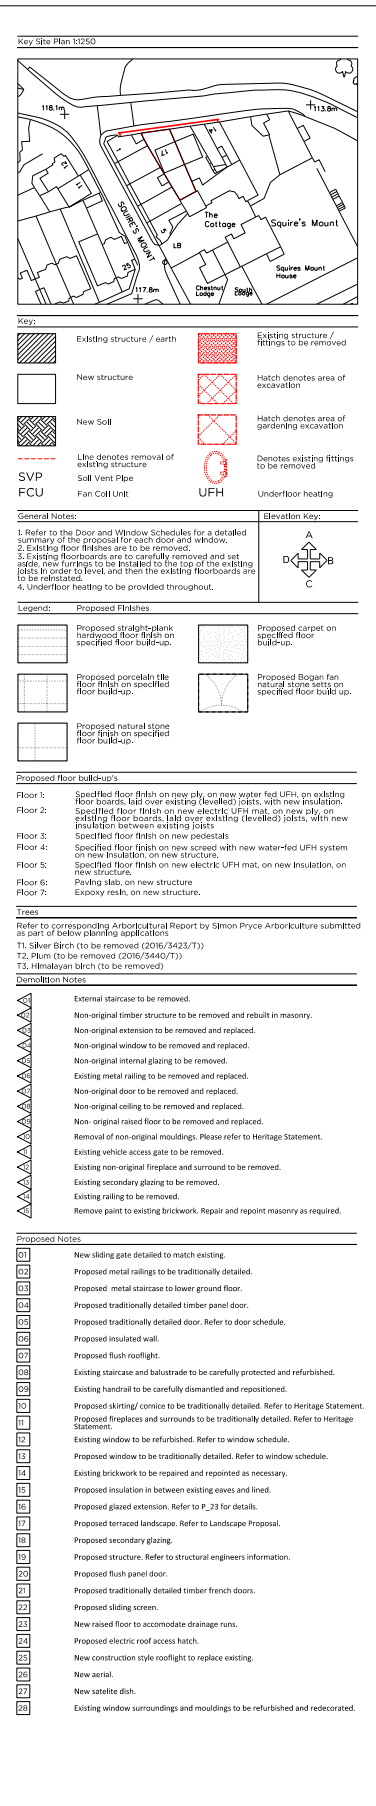 Key Site Plan 1:1250
118.1m
113.8m
14
17
1
12
11
SQUIRE'S MOUNT
The
Cottage
Squire's Mount
5
LB
6
25
Squires Mount
House
Chestnut
Lodge
South
Lodge
117.8m
Key:
Existing structure / earth
Existing structure /
fittings to be removed
New structure
Hatch denotes area of
excavation
New Soil
Hatch denotes area of
gardening excavation
Line denotes removal of
existing structure
Denotes existing fittings
to be removed
SVP
Soil Vent Pipe
FCU
Fan Coil Unit
UFH
Underfloor heating
General Notes:
1. Refer to the Door and Window Schedules for a detailed
summary of the proposal for each door and window.
2. Existing floor finishes are to be removed.
3. Existing floorboards are to carefully removed and set
aside, new furrings to be installed to the top of the existing
joists in order to level, and then the existing floorboards are
to be reinstated.
4. Underfloor heating to be provided throughout.
Elevation Key:
A
D
B
C
Legend:
Proposed Finishes
Proposed straight-plank
hardwood floor finish on
specified floor build-up.
Proposed carpet on
specified floor
build-up.
Proposed porcelain tile
floor finish on specified
floor build-up.
Proposed Bogan fan
natural stone setts on
specified floor build up.
Proposed natural stone
floor finish on specified
floor build-up.
Proposed floor build-up's
Floor 1: Specified floor finish on new ply, on new water fed UFH, on existing
floor boards, laid over existing (levelled) joists, with new insulation.
Floor 2: Specified floor finish on new electric UFH mat, on new ply, on
existing floor boards, laid over existing (levelled) joists, with new
insulation between existing joists
Floor 3: Specified floor finish on new pedestals
Floor 4: Specified floor finish on new screed with new water-fed UFH system
on new insulation, on new structure.
Floor 5: Specified floor finish on new electric UFH mat, on new insulation, on
new structure.
Floor 6: Paving slab, on new structure
Floor 7: Expoxy resin, on new structure.
Trees
Refer to corresponding Arboricultural Report by Simon Pryce Arboriculture submitted
as part of below planning applications
T1. Silver Birch (to be removed (2016/3423/T))
T2. Plum (to be removed (2016/3440/T))
T3. Himalayan birch (to be removed)
Demolition Notes
01 External staircase to be removed.
02 Non-original timber structure to be removed and rebuilt in masonry.
03 Non-original extension to be removed and replaced.
04 Non-original window to be removed and replaced.
05 Non-original internal glazing to be removed.
06 Existing metal railing to be removed and replaced.
07 Non-original door to be removed and replaced.
08 Non-original ceiling to be removed and replaced.
09 Non- original raised floor to be removed and replaced.
10 Removal of non-original mouldings. Please refer to Heritage Statement.
11 Existing vehicle access gate to be removed.
12 Existing non-original fireplace and surround to be removed.
13 Existing secondary glazing to be removed.
14 Existing railing to be removed.
15 Remove paint to existing brickwork. Repair and repoint masonry as required.
Proposed Notes
01 New sliding gate detailed to match existing.
02 Proposed metal railings to be traditionally detailed.
03 Proposed metal staircase to lower ground floor.
04 Proposed traditionally detailed timber panel door.
05 Proposed traditionally detailed door. Refer to door schedule.
06 Proposed insulated wall.
07 Proposed flush rooflight.
08 Existing staircase and balustrade to be carefully protected and refurbished.
09 Existing handrail to be carefully dismantled and repositioned.
10 Proposed skirting/ cornice to be traditionally detailed. Refer to Heritage Statement.
11 Proposed fireplaces and surrounds to be traditionally detailed. Refer to Heritage
Statement.
12 Existing window to be refurbished. Refer to window schedule.
13 Proposed window to be traditionally detailed. Refer to window schedule.
14 Existing brickwork to be repaired and repointed as necessary.
15 Proposed insulation in between existing eaves and lined.
16 Proposed glazed extension. Refer to P_23 for details.
17 Proposed terraced landscape. Refer to Landscape Proposal.
18 Proposed secondary glazing.
19 Proposed structure. Refer to structural engineers information.
20 Proposed flush panel door.
21 Proposed traditionally detailed timber french doors.
22 Proposed sliding screen.
23 New raised floor to accomodate drainage runs.
24 Proposed electric roof access hatch.
25 New construction style rooflight to replace existing.
26 New aerial.
27 New satelite dish.
28 Existing window surroundings and mouldings to be refurbished and redecorated.